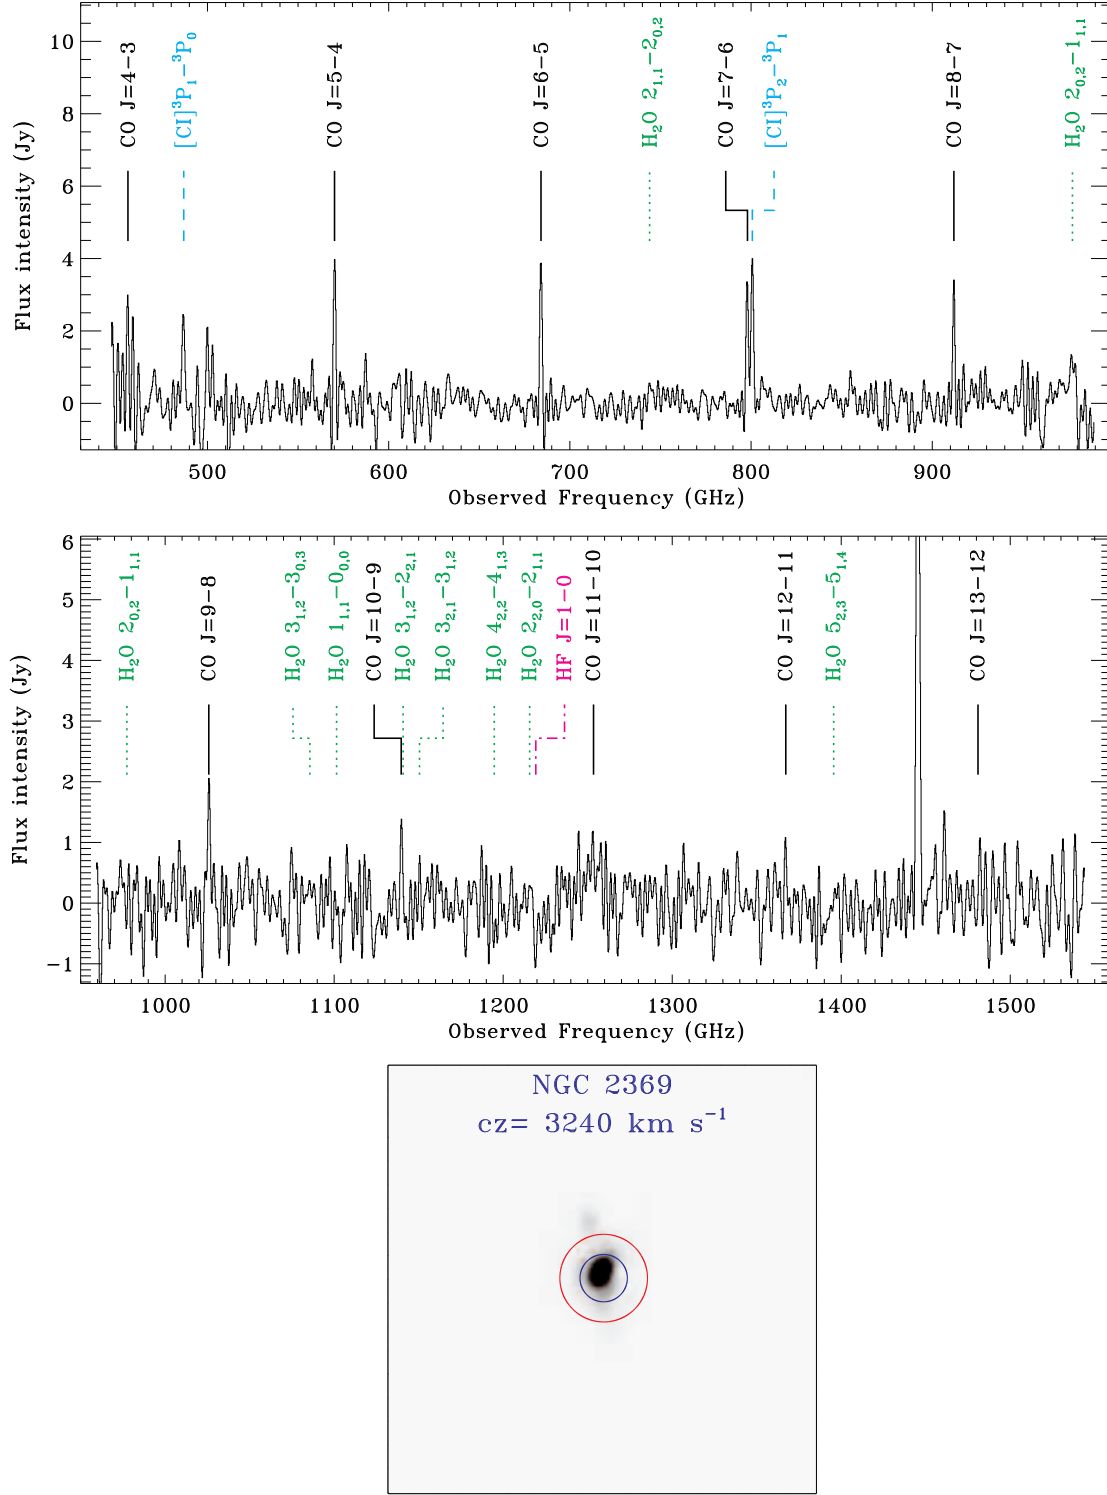 CO J=4−3
[CI]³P₁−³P₀
CO J=5−4
CO J=6−5
H₂O 2₁,₁−2₀,₂
CO J=7−6
[CI]³P₂−³P₁
CO J=8−7
H₂O 2₀,₂−1₁,₁
Flux intensity (Jy)
10
8
6
4
2
0
500 600 700 800 900
Observed Frequency (GHz)
H₂O 2₀,₂−1₁,₁
CO J=9−8
H₂O 3₁,₂−3₀,₃
H₂O 1₁,₁−0₀,₀
CO J=10−9
H₂O 3₁,₂−2₂,₁
H₂O 3₂,₁−3₁,₂
H₂O 4₂,₂−4₁,₃
H₂O 2₂,₀−2₁,₁
HF J=1−0
CO J=11−10
CO J=12−11
H₂O 5₂,₃−5₁,₄
CO J=13−12
Flux intensity (Jy)
6
5
4
3
2
1
0
−1
1000 1100 1200 1300 1400 1500
Observed Frequency (GHz)
NGC 2369
cz= 3240 km s⁻¹